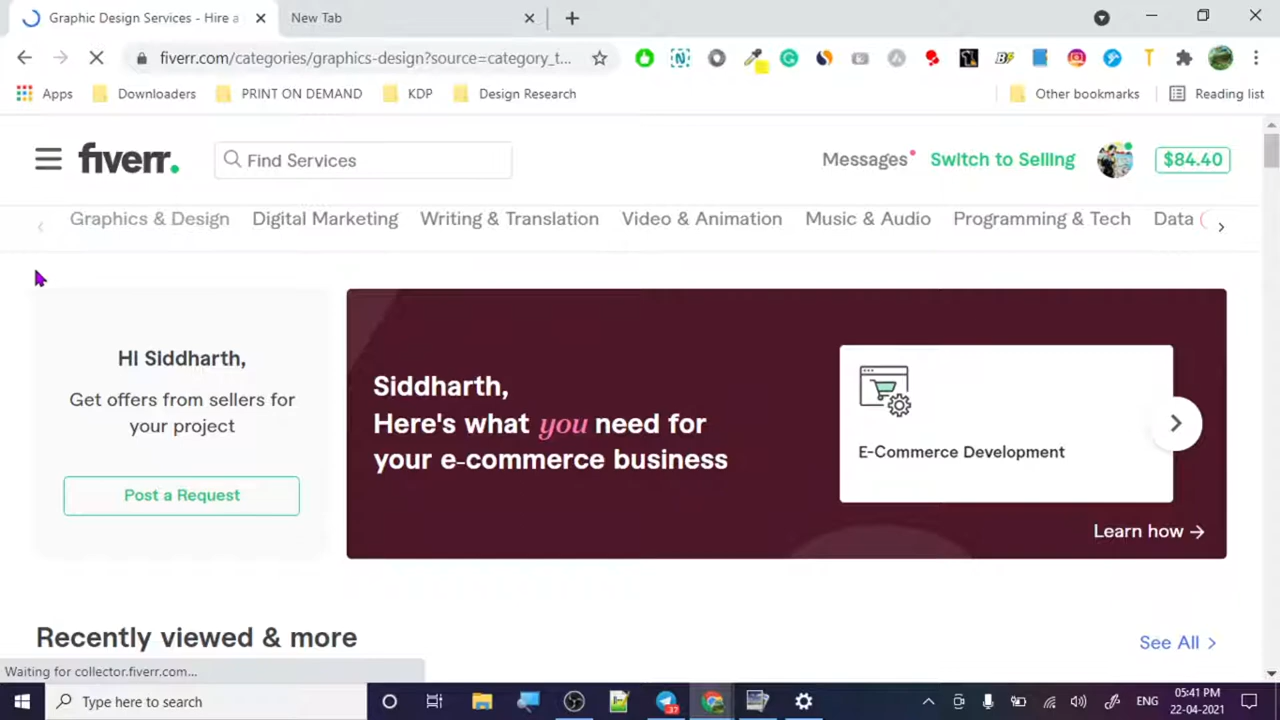 Graphic Design Services - Hire a
New Tab
fiverr.com/categories/graphics-design?source=category_t...
Apps
Downloaders
PRINT ON DEMAND
KDP
Design Research
Other bookmarks
Reading list
fiverr.
Find Services
Messages
Switch to Selling
$84.40
Graphics & Design
Digital Marketing
Writing & Translation
Video & Animation
Music & Audio
Programming & Tech
Data
Hi Siddharth,
Get offers from sellers for
your project
Post a Request
Siddharth,
Here's what you need for
your e-commerce business
E-Commerce Development
Learn how →
Recently viewed & more
See All >
Waiting for collector.fiverr.com...
Type here to search
37
ENG
05:41 PM
22-04-2021